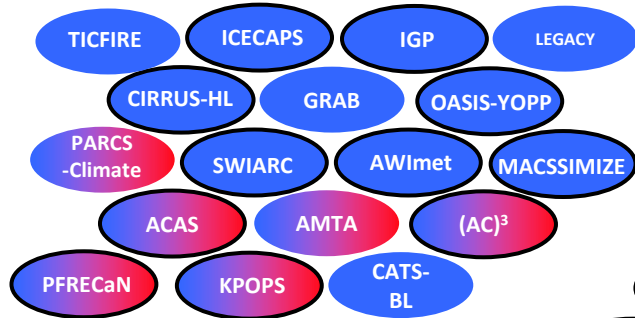 TICFIRE
ICECAPS
IGP
LEGACY
CIRRUS-HL
GRAB
OASIS-YOPP
PARCS
-Climate
SWIARC
AWImet
MACSSIMIZE
ACAS
AMTA
(AC)³
PFRECaN
KPOPS
CATS-
BL